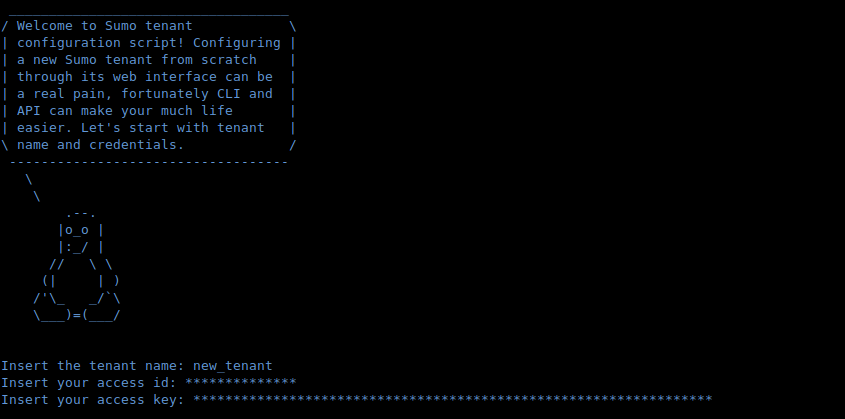 Welcome to Sumo tenant
configuration script! Configuring
a new Sumo tenant from scratch
through its web interface can be
a real pain, fortunately CLI and
API can make your much life
easier. Let's start with tenant
name and credentials.
Insert the tenant name: new_tenant
Insert your access id: **************
Insert your access key: *****************************************************************